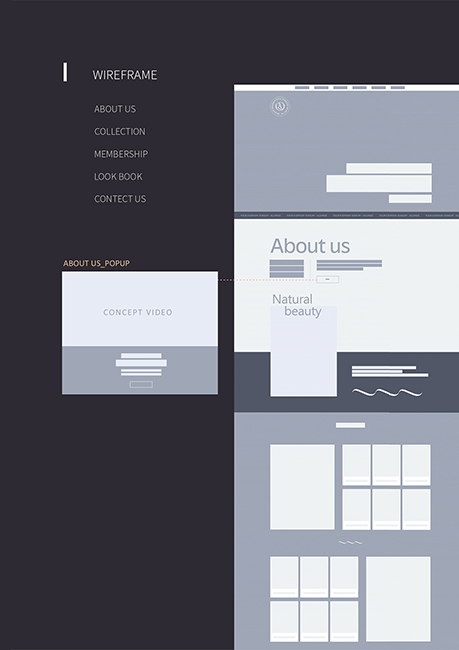 WIREFRAME
ABOUT US
COLLECTION
MEMBERSHIP
LOOK BOOK
CONTECT US
ABOUT US_POPUP
CONCEPT VIDEO
About us
Natural
beauty